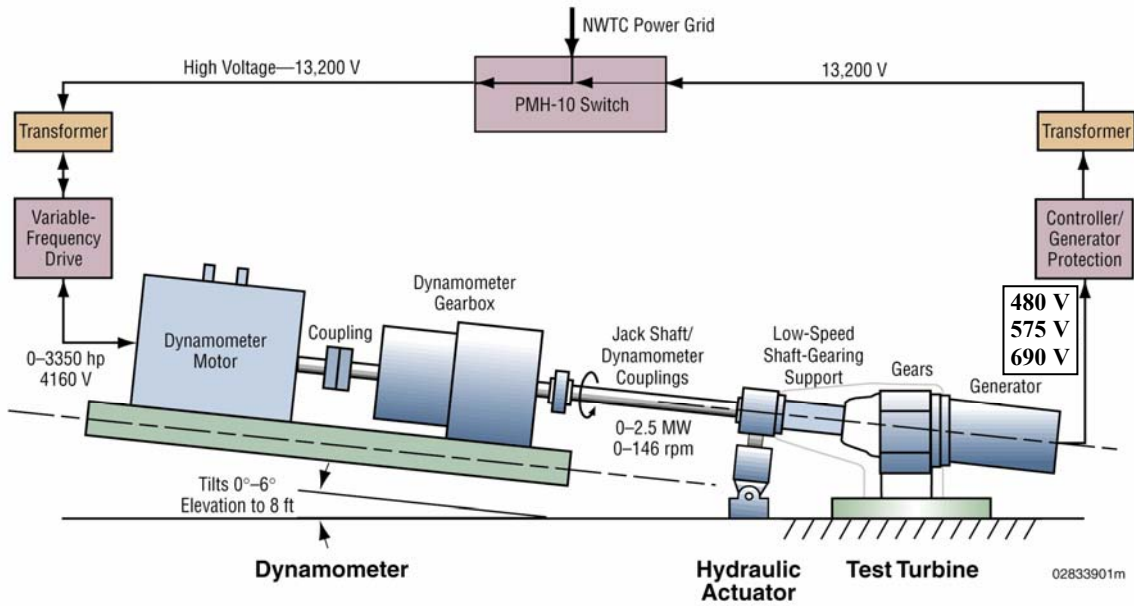 NWTC Power Grid
High Voltage—13,200 V
13,200 V
PMH-10 Switch
Transformer
Transformer
Variable-
Frequency
Drive
Controller/
Generator
Protection
480 V
575 V
690 V
Dynamometer
Gearbox
Coupling
Dynamometer
Motor
0–3350 hp
4160 V
Jack Shaft/
Dynamometer
Couplings
Low-Speed
Shaft-Gearing
Support
Gears
Generator
0–2.5 MW
0–146 rpm
Tilts 0°–6°
Elevation to 8 ft
Dynamometer
Hydraulic
Actuator
Test Turbine
02833901m